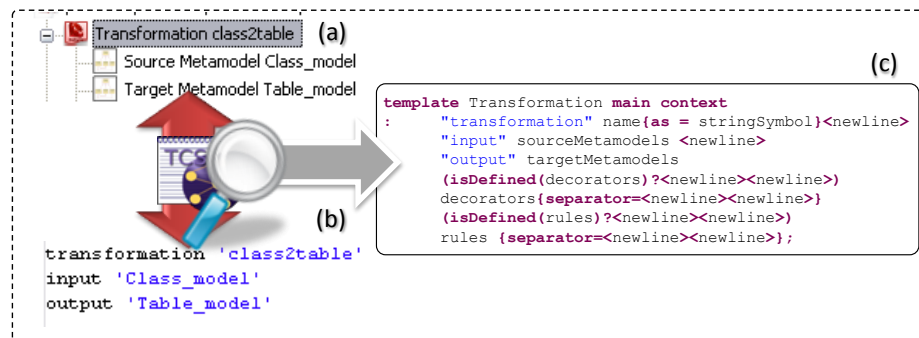 Transformation class2table (a)
Source Metamodel Class_model
Target Metamodel Table_model
(c)
template Transformation main context
: "transformation" name{as = stringSymbol}<newline>
"input" sourceMetamodels <newline>
"output" targetMetamodels
(isDefined(decorators)?<newline><newline>)
decorators{separator=<newline><newline>}
(isDefined(rules)?<newline><newline>)
rules {separator=<newline><newline>};
TCS
(b)
transformation 'class2table'
input 'Class_model'
output 'Table_model'